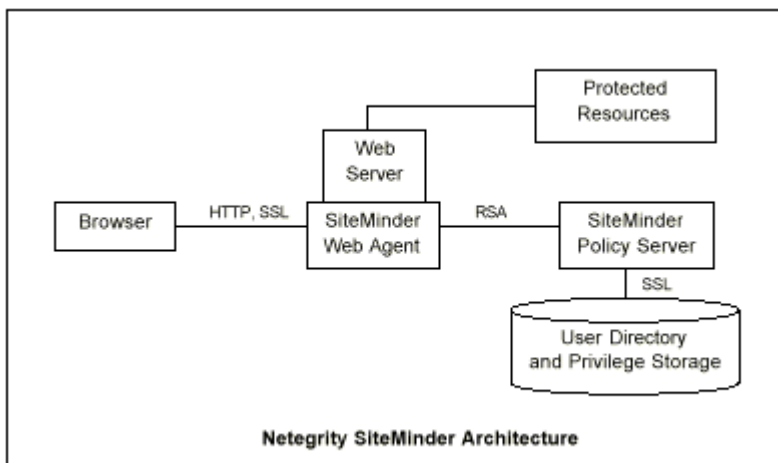 Protected
Resources
Web
Server
Browser
HTTP, SSL
SiteMinder
Web Agent
RSA
SiteMinder
Policy Server
SSL
User Directory
and Privilege Storage
Netegrity SiteMinder Architecture